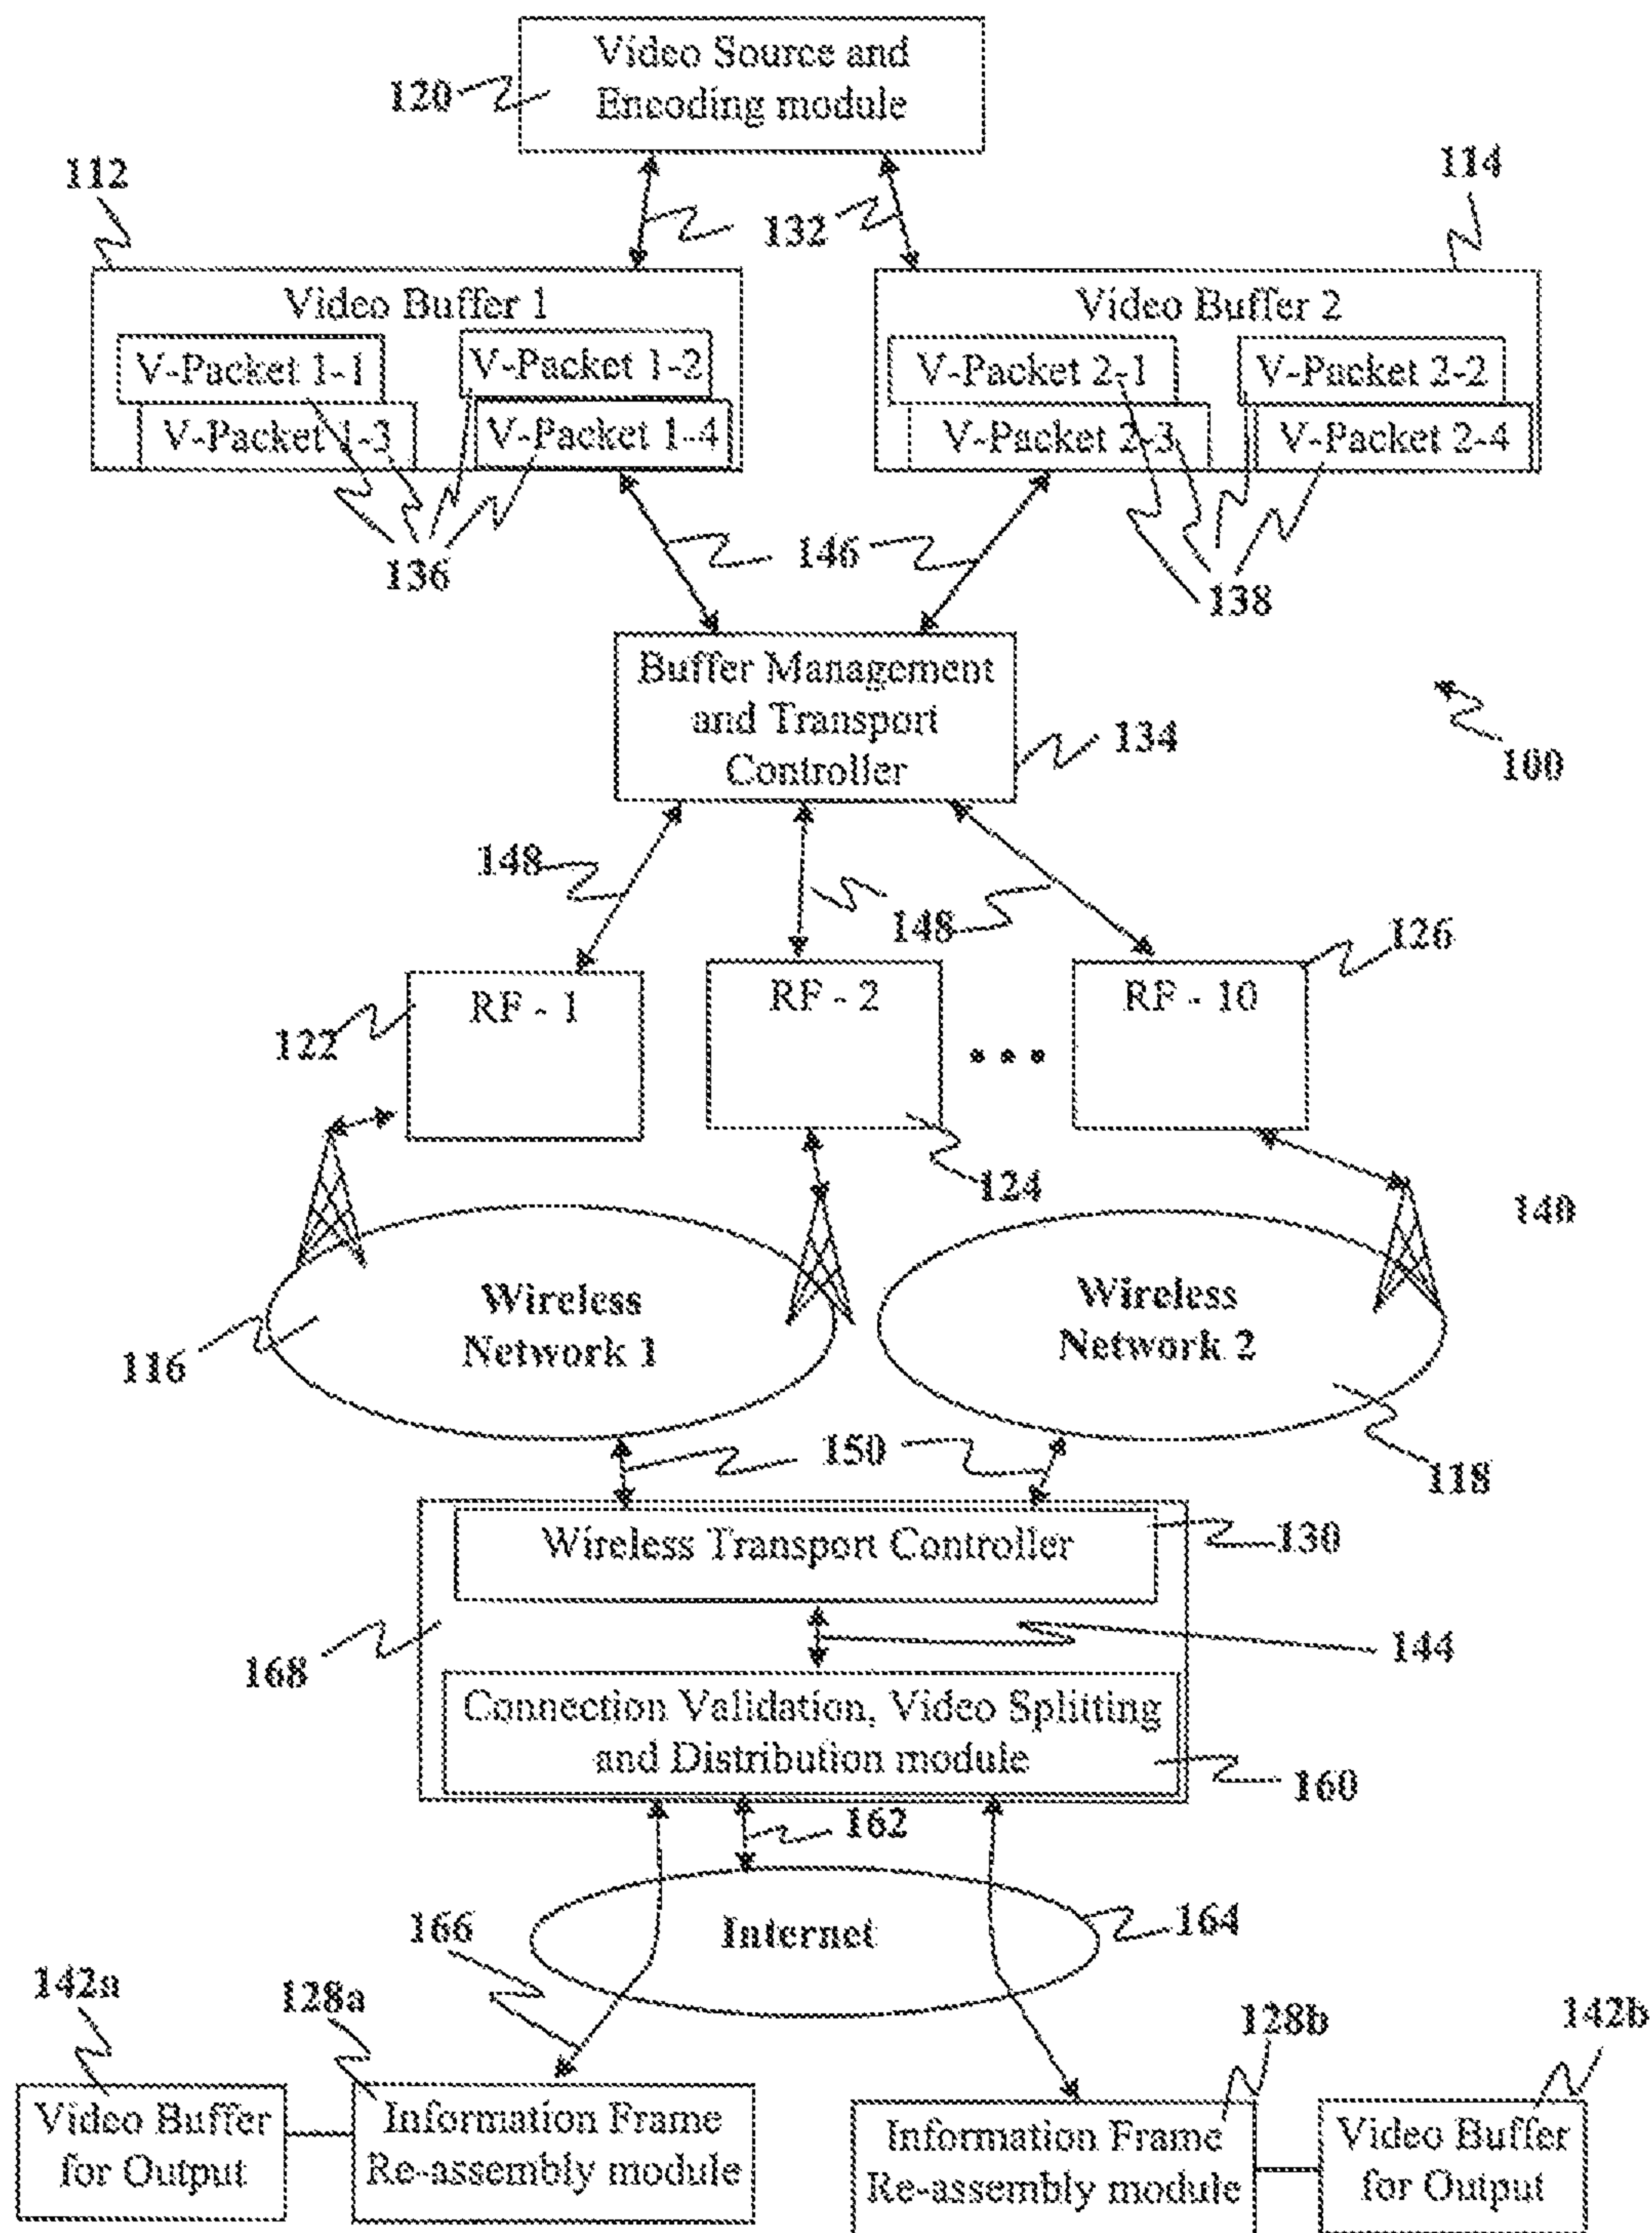 Video Source and
Encoding module
120
112
114
132
Video Buffer 1
Video Buffer 2
V-Packet 1-1
V-Packet 1-2
V-Packet 2-1
V-Packet 2-2
V-Packet 1-3
V-Packet 1-4
V-Packet 2-3
V-Packet 2-4
146
136
138
Buffer Management
and Transport
Controller
134
100
148
148
126
RF - 1
RF - 2
RF - 10
122
...
124
140
Wireless
Network 1
Wireless
Network 2
116
150
118
Wireless Transport Controller
130
168
144
Connection Validation, Video Splitting
and Distribution module
160
162
166
Internet
164
142a
128a
128b
142b
Video Buffer
for Output
Information Frame
Re-assembly module
Information Frame
Re-assembly module
Video Buffer
for Output